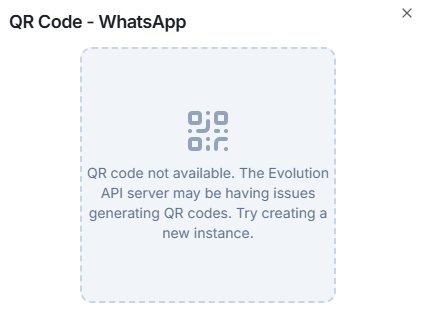 QR Code - WhatsApp
QR code not available. The Evolution
API server may be having issues
generating QR codes. Try creating a
new instance.